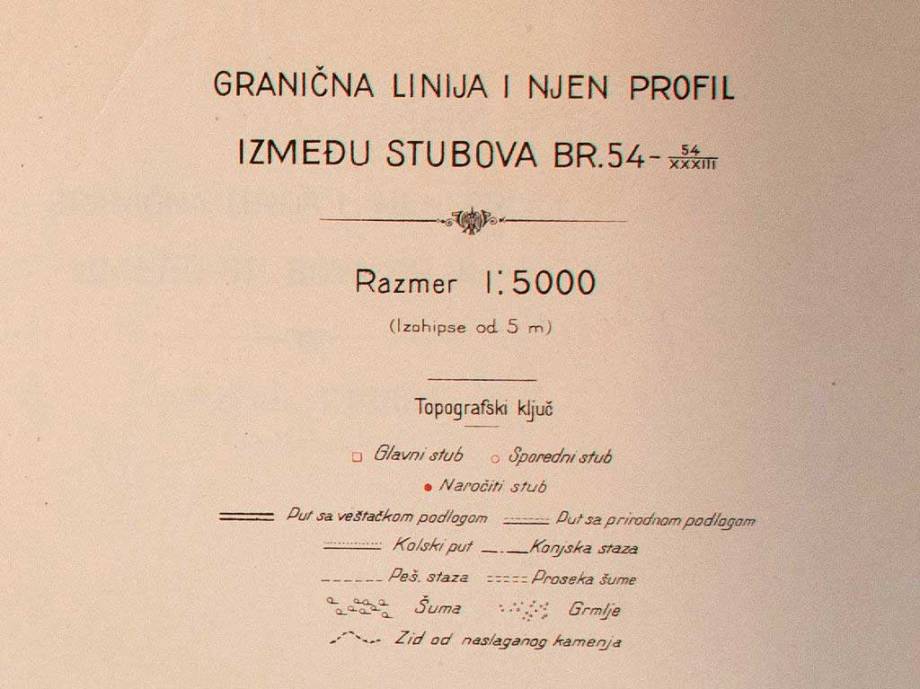 GRANIČNA LINIJA I NJEN PROFIL
IZMEĐU STUBOVA BR.54-54/XXXIII
Razmer 1:5000
(Izohipse od 5 m)
Topografski ključ
Glavni stub Sporedni stub
Naročiti stub
Put sa veštačkom podlogom Put sa prirodnom podlogom
Kolski put Konjska staza
Peš. staza Proseka šume
Šuma Grmlje
Zid od naslaganog kamenja